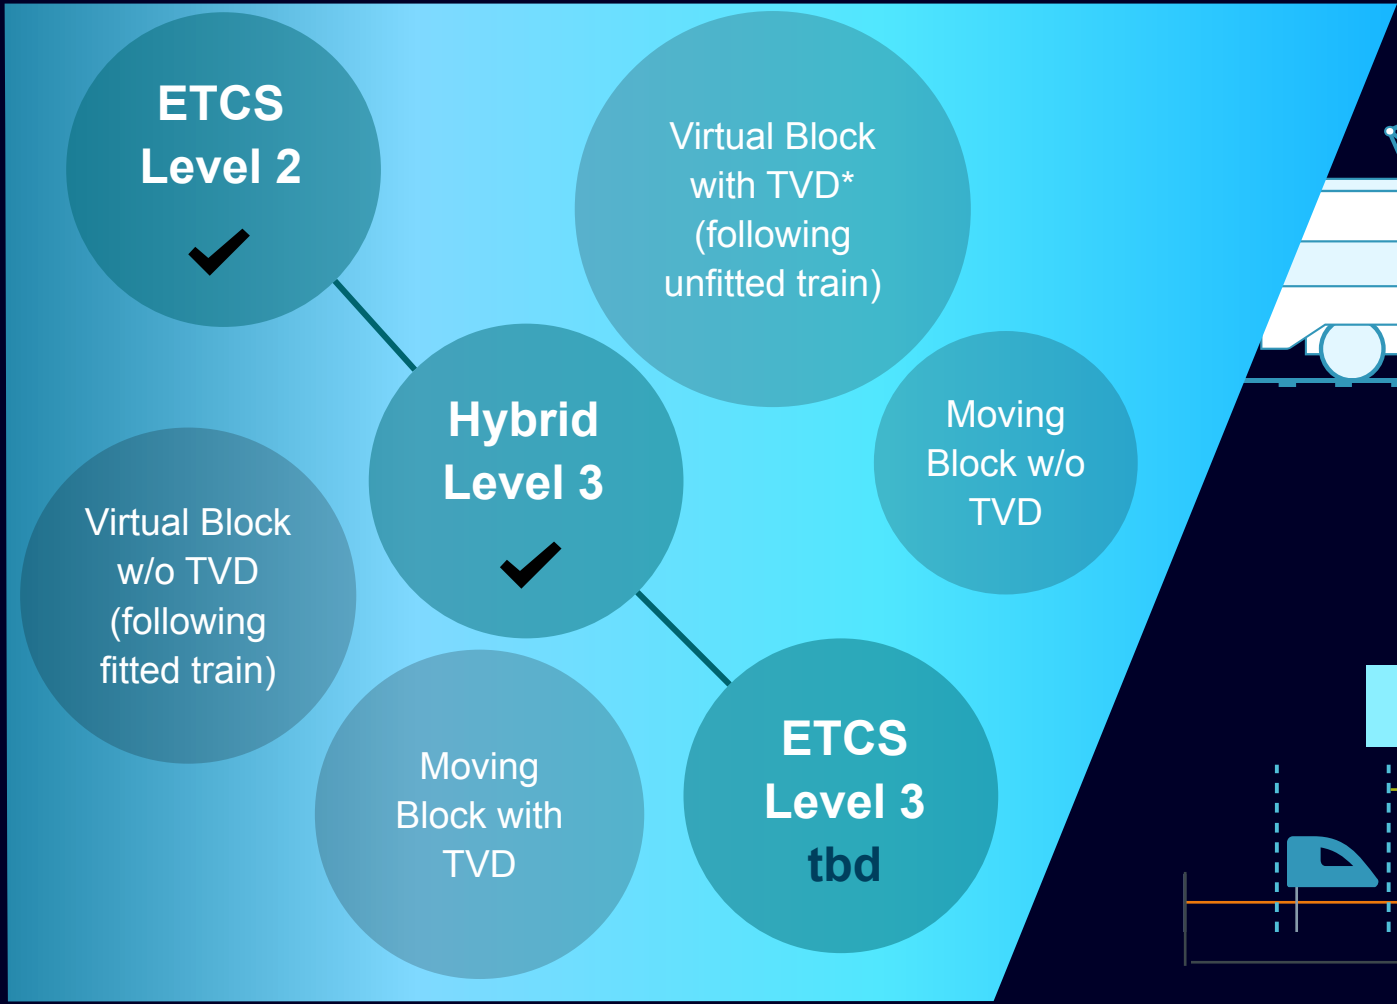 ETCS
Level 2
Virtual Block
with TVD*
(following
unfitted train)
Hybrid
Level 3
Moving
Block w/o
TVD
Virtual Block
w/o TVD
(following
fitted train)
Moving
Block with
TVD
ETCS
Level 3
tbd